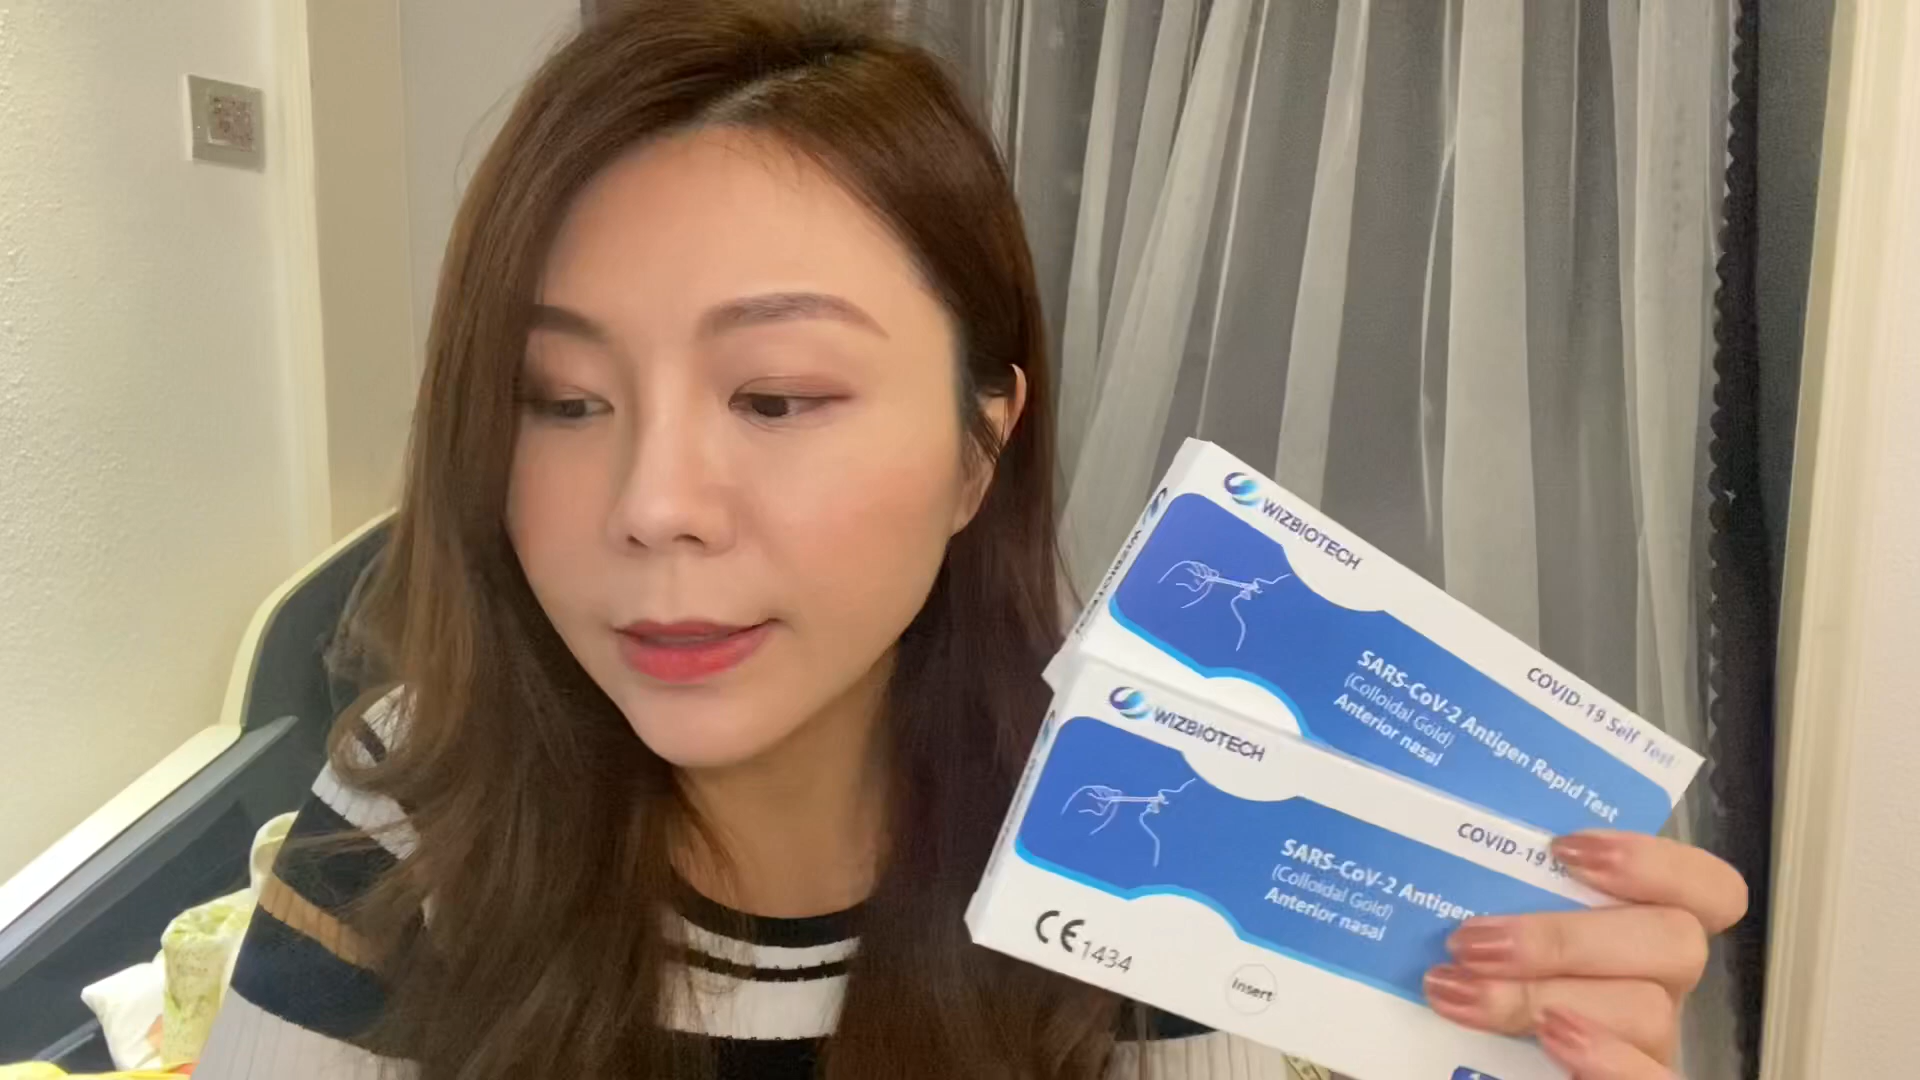 WIZBIOTECH
COVID-19 Self Test
SARS-CoV-2 Antigen Rapid Test
(Colloidal Gold)
Anterior nasal
WIZBIOTECH
WIZBIOTECH
COVID-19
SARS-CoV-2 Antigen
(Colloidal Gold)
Anterior nasal
CE 1434
Insert